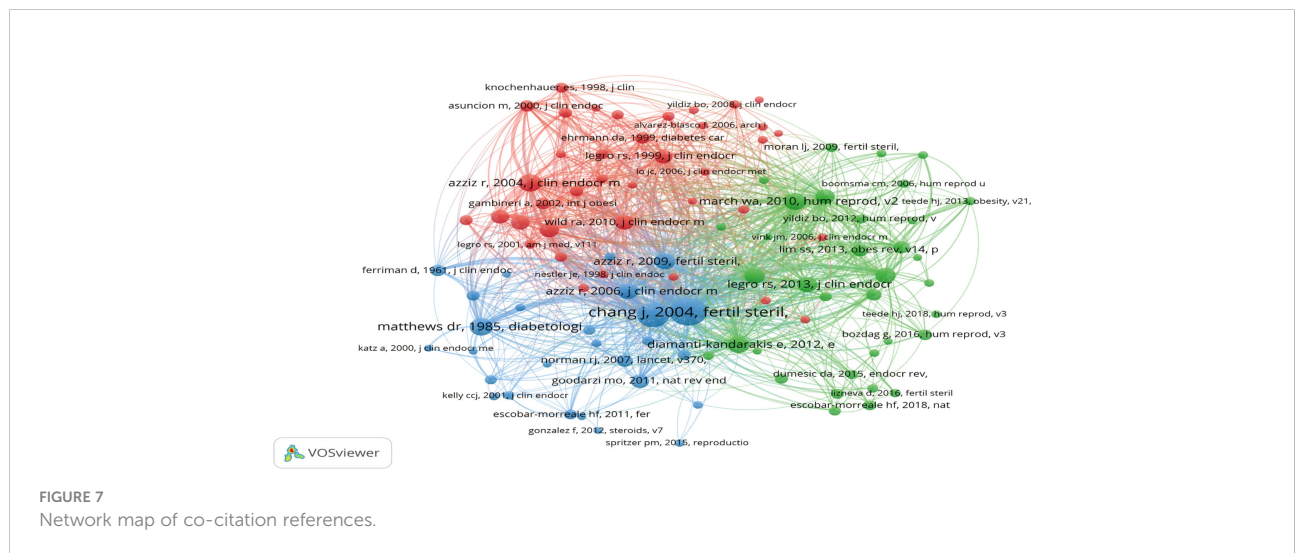 knochenhauer es, 1998, j clin
asuncion m, 2000, j clin endoc
yildiz bo, 2008, j clin endocr
alvarez-blasco f, 2006, arch i
ehrmann da, 1999, diabetes car
moran lj, 2009, fertil steril,
legro rs, 1999, j clin endocr
lo jc, 2006, j clin endocr met
azziz r, 2004, j clin endocr m
boomsma cm, 2006, hum reprod u
gambineri a, 2002, int j obesi
march wa, 2010, hum reprod, v2
teede hj, 2013, obesity, v21,
wild ra, 2010, j clin endocr m
yildiz bo, 2012, hum reprod, v
vink jm, 2006, j clin endocr m
legro rs, 2001, am j med, v111
lim ss, 2013, obes rev, v14, p
azziz r, 2009, fertil steril,
ferriman d, 1961, j clin endoc
nestler je, 1998, j clin endoc
legro rs, 2013, j clin endocr
azziz r, 2006, j clin endocr m
chang j, 2004, fertil steril,
teede hj, 2018, hum reprod, v3
matthews dr, 1985, diabetologi
bozdag g, 2016, hum reprod, v3
diamanti-kandarakis e, 2012, e
katz a, 2000, j clin endocr me
norman rj, 2007, lancet, v370,
dumesic da, 2015, endocr rev,
goodarzi mo, 2011, nat rev end
kelly ccj, 2001, j clin endocr
lizneva d, 2016, fertil steril
escobar-morreale hf, 2018, nat
escobar-morreale hf, 2011, fer
gonzalez f, 2012, steroids, v7
spritzer pm, 2015, reproductio
VOSviewer
FIGURE 7
Network map of co-citation references.